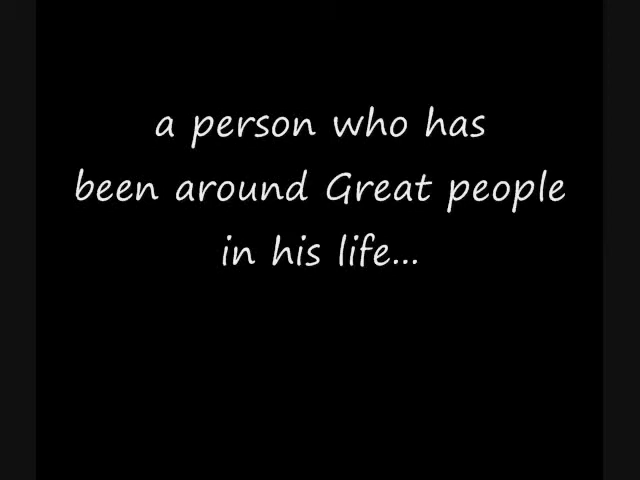 a person who has
been around Great people
in his life...